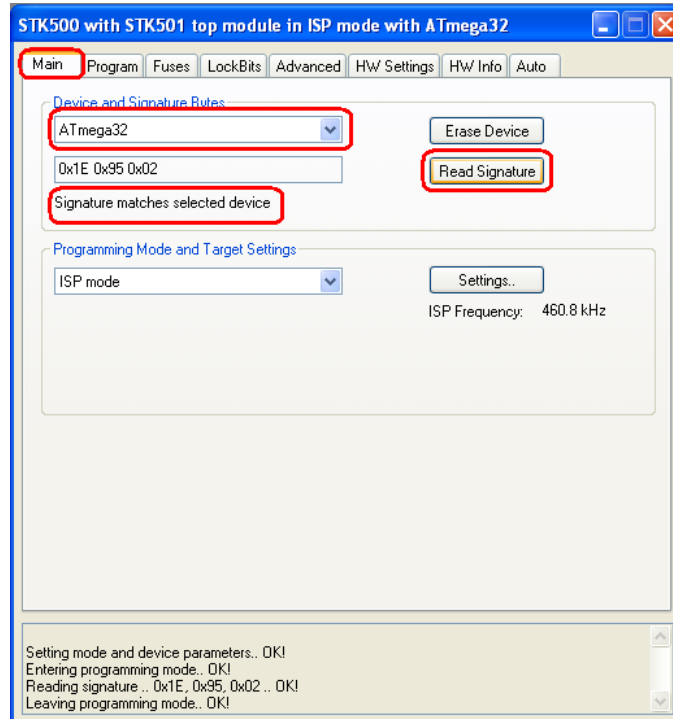 STK500 with STK501 top module in ISP mode with ATmega32
Main Program Fuses LockBits Advanced HW Settings HW Info Auto
Device and Signature Bytes
ATmega32 Erase Device
0x1E 0x95 0x02 Read Signature
Signature matches selected device
Programming Mode and Target Settings
ISP mode Settings..
ISP Frequency: 460.8 kHz
Setting mode and device parameters.. OK!
Entering programming mode.. OK!
Reading signature .. 0x1E, 0x95, 0x02 .. OK!
Leaving programming mode.. OK!